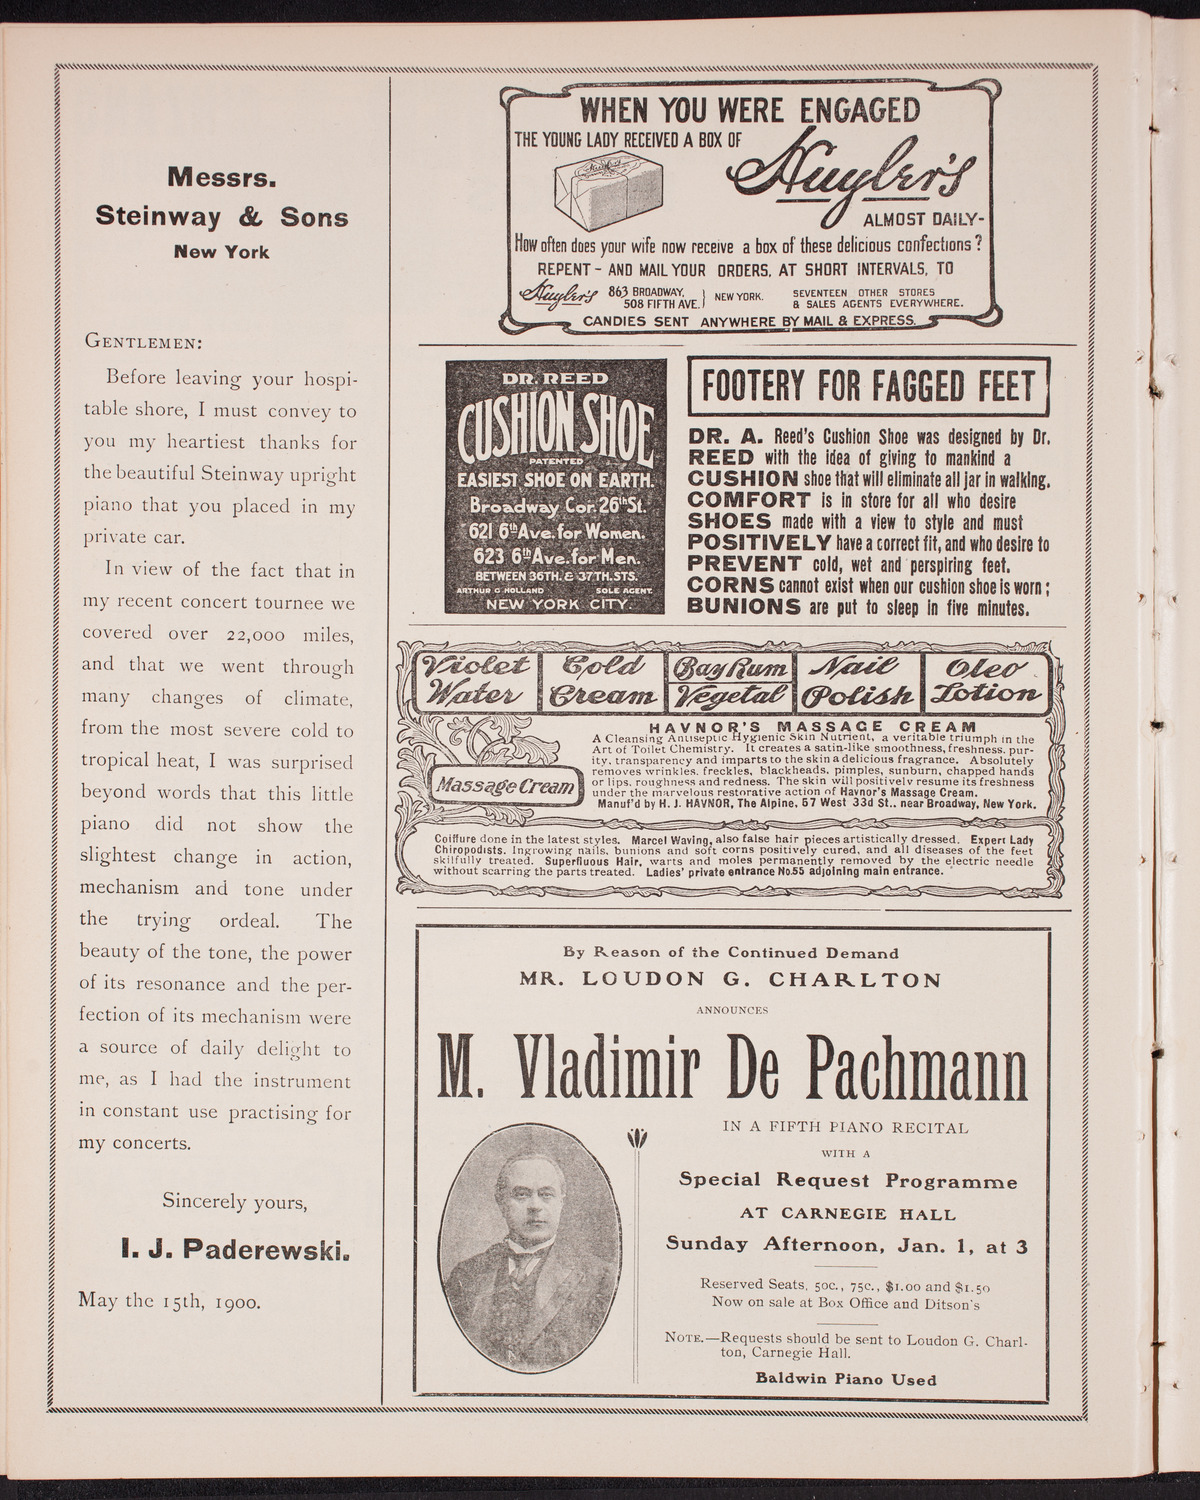 Messrs.
Steinway & Sons
New York
GENTLEMEN:
Before leaving your hospi-
table shore, I must convey to
you my heartiest thanks for
the beautiful Steinway upright
piano that you placed in my
private car.
In view of the fact that in
my recent concert tournee we
covered over 22,000 miles,
and that we went through
many changes of climate,
from the most severe cold to
tropical heat, I was surprised
beyond words that this little
piano did not show the
slightest change in action,
mechanism and tone under
the trying ordeal. The
beauty of the tone, the power
of its resonance and the per-
fection of its mechanism were
a source of daily delight to
me, as I had the instrument
in constant use practising for
my concerts.
Sincerely yours,
I. J. Paderewski.
May the 15th, 1900.
WHEN YOU WERE ENGAGED
THE YOUNG LADY RECEIVED A BOX OF
Huyler's
ALMOST DAILY-
How often does your wife now receive a box of these delicious confections?
REPENT - AND MAIL YOUR ORDERS, AT SHORT INTERVALS, TO
Huyler's 863 BROADWAY, 508 FIFTH AVE. } NEW YORK. SEVENTEEN OTHER STORES & SALES AGENTS EVERYWHERE.
CANDIES SENT ANYWHERE BY MAIL & EXPRESS.
DR. REED
CUSHION SHOE
PATENTED
EASIEST SHOE ON EARTH.
Broadway Cor. 26th St.
621 6th Ave. for Women.
623 6th Ave. for Men.
BETWEEN 36TH. & 37TH. STS.
ARTHUR G. HOLLAND SOLE AGENT.
NEW YORK CITY.
FOOTERY FOR FAGGED FEET
DR. A. Reed's Cushion Shoe was designed by Dr.
REED with the idea of giving to mankind a
CUSHION shoe that will eliminate all jar in walking.
COMFORT is in store for all who desire
SHOES made with a view to style and must
POSITIVELY have a correct fit, and who desire to
PREVENT cold, wet and perspiring feet.
CORNS cannot exist when our cushion shoe is worn;
BUNIONS are put to sleep in five minutes.
Violet Water
Cold Cream
Bay Rum
Vegetal
Nail Polish
Oleo Lotion
Massage Cream
HAVNOR'S MASSAGE CREAM
A Cleansing Antiseptic Hygienic Skin Nutrient, a veritable triumph in the
Art of Toilet Chemistry. It creates a satin-like smoothness, freshness, pur-
ity, transparency and imparts to the skin a delicious fragrance. Absolutely
removes wrinkles, freckles, blackheads, pimples, sunburn, chapped hands
or lips, roughness and redness. The skin will positively resume its freshness
under the marvelous restorative action of Havnor's Massage Cream.
Manuf'd by H. J. HAVNOR, The Alpine, 57 West 33d St., near Broadway, New York.
Coiffure done in the latest styles. Marcel Waving, also false hair pieces artistically dressed. Expert Lady
Chiropodists. Ingrowing nails, bunions and soft corns positively cured, and all diseases of the feet
skilfully treated. Superfluous Hair, warts and moles permanently removed by the electric needle
without scarring the parts treated. Ladies' private entrance No.55 adjoining main entrance.
By Reason of the Continued Demand
MR. LOUDON G. CHARLTON
ANNOUNCES
M. Vladimir De Pachmann
IN A FIFTH PIANO RECITAL
WITH A
Special Request Programme
AT CARNEGIE HALL
Sunday Afternoon, Jan. 1, at 3
Reserved Seats, 50c., 75c., $1.00 and $1.50
Now on sale at Box Office and Ditson's
NOTE.—Requests should be sent to Loudon G. Charl-
ton, Carnegie Hall.
Baldwin Piano Used